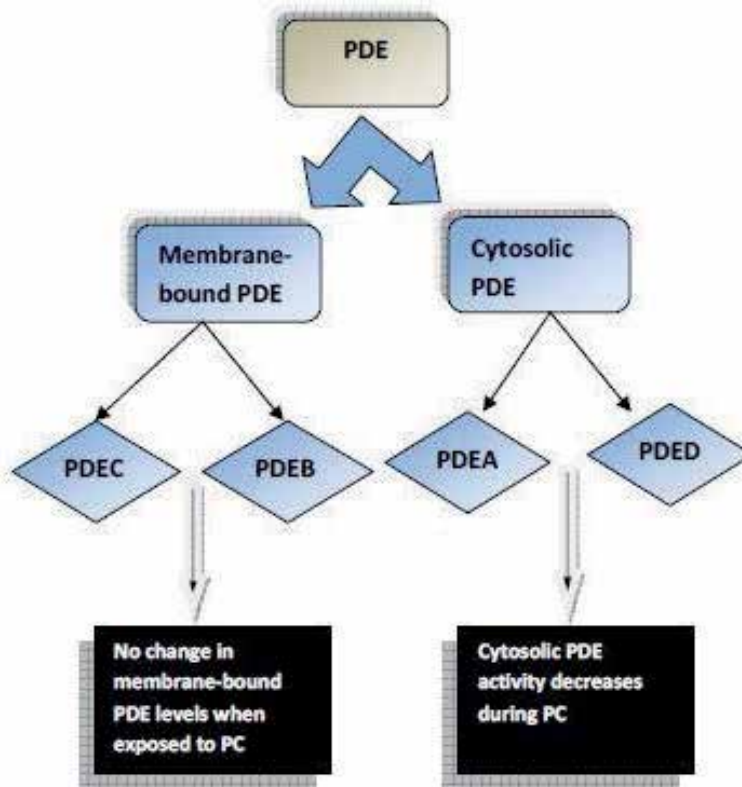 PDE
Membrane-
bound PDE
Cytosolic
PDE
PDEC
PDEB
PDEA
PDED
No change in
membrane-bound
PDE levels when
exposed to PC
Cytosolic PDE
activity decreases
during PC